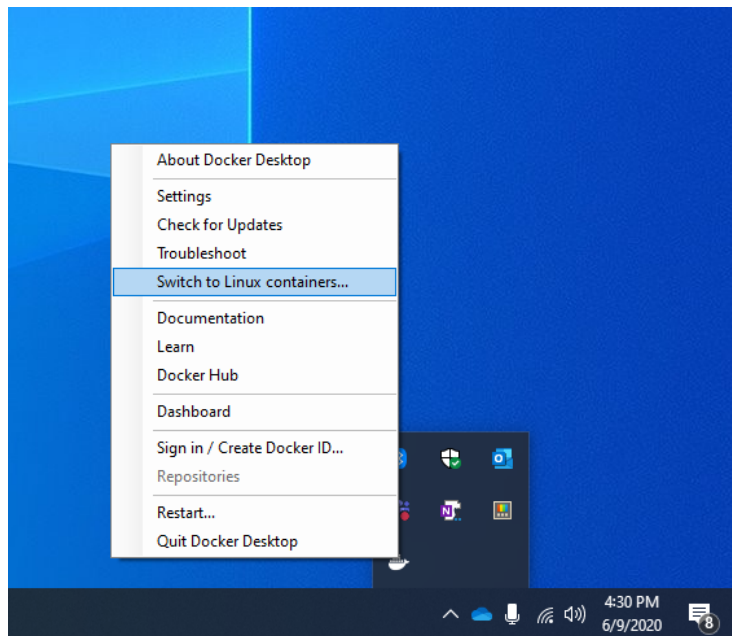 About Docker Desktop
Settings
Check for Updates
Troubleshoot
Switch to Linux containers...
Documentation
Learn
Docker Hub
Dashboard
Sign in / Create Docker ID...
Repositories
Restart...
Quit Docker Desktop
N
4:30 PM
6/9/2020
8